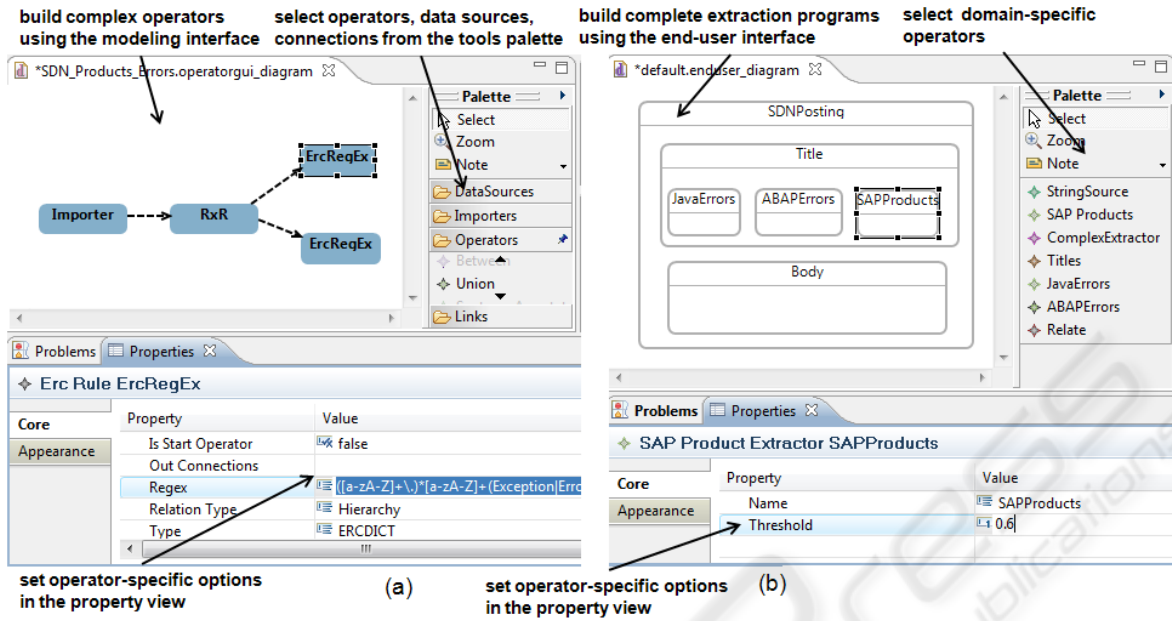 build complex operators
using the modeling interface
select operators, data sources,
connections from the tools palette
*SDN_Products_Errors.operatorgui_diagram
Importer
RxR
ErcRegEx
ErcRegEx
Palette
Select
Zoom
Note
DataSources
Importers
Operators
Between
Union
Links
Problems
Properties
Erc Rule ErcRegEx
Core
Appearance
Property
Value
Is Start Operator
false
Out Connections
Regex
([a-zA-Z]+\.)*[a-zA-Z]+(Exception|Erro
Relation Type
Hierarchy
Type
ERCDICT
set operator-specific options
in the property view
(a)
build complete extraction programs
using the end-user interface
select domain-specific
operators
*default.enduser_diagram
SDNPosting
Title
JavaErrors
ABAPErrors
SAPProducts
Body
Palette
Select
Zoom
Note
StringSource
SAP Products
ComplexExtractor
Titles
JavaErrors
ABAPErrors
Relate
Problems
Properties
SAP Product Extractor SAPProducts
Core
Appearance
Property
Value
Name
SAPProducts
Threshold
0.6
set operator-specific options
in the property view
(b)